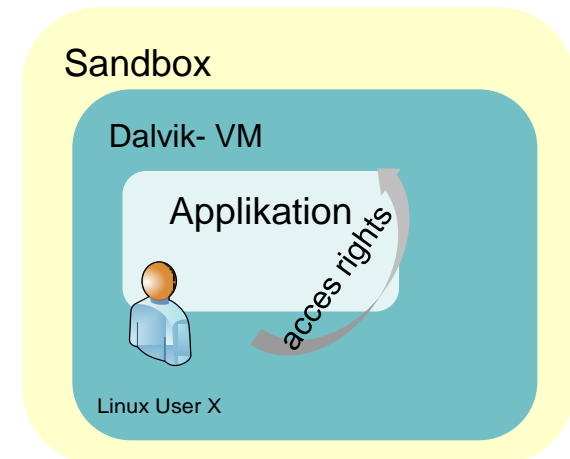 Sandbox
Dalvik- VM
Applikation
acces rights
Linux User X